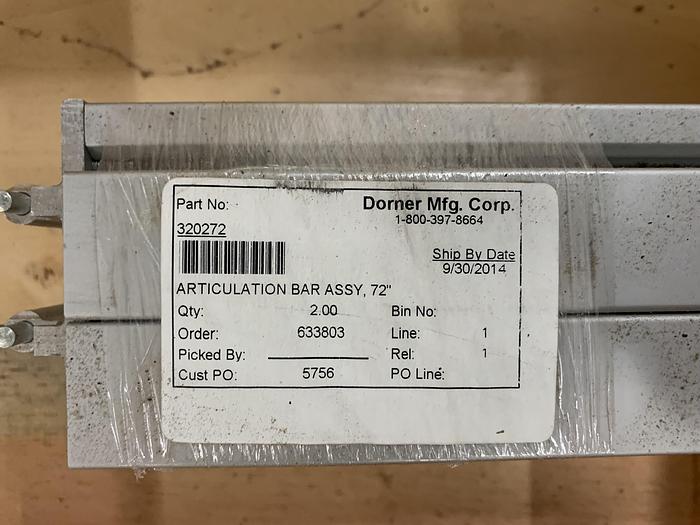 Part No: Dorner Mfg. Corp.
1-800-397-8664
320272
Ship By Date
9/30/2014
ARTICULATION BAR ASSY, 72"
Qty: 2.00 Bin No:
Order: 633803 Line: 1
Picked By: Rel: 1
Cust PO: 5756 PO Line: